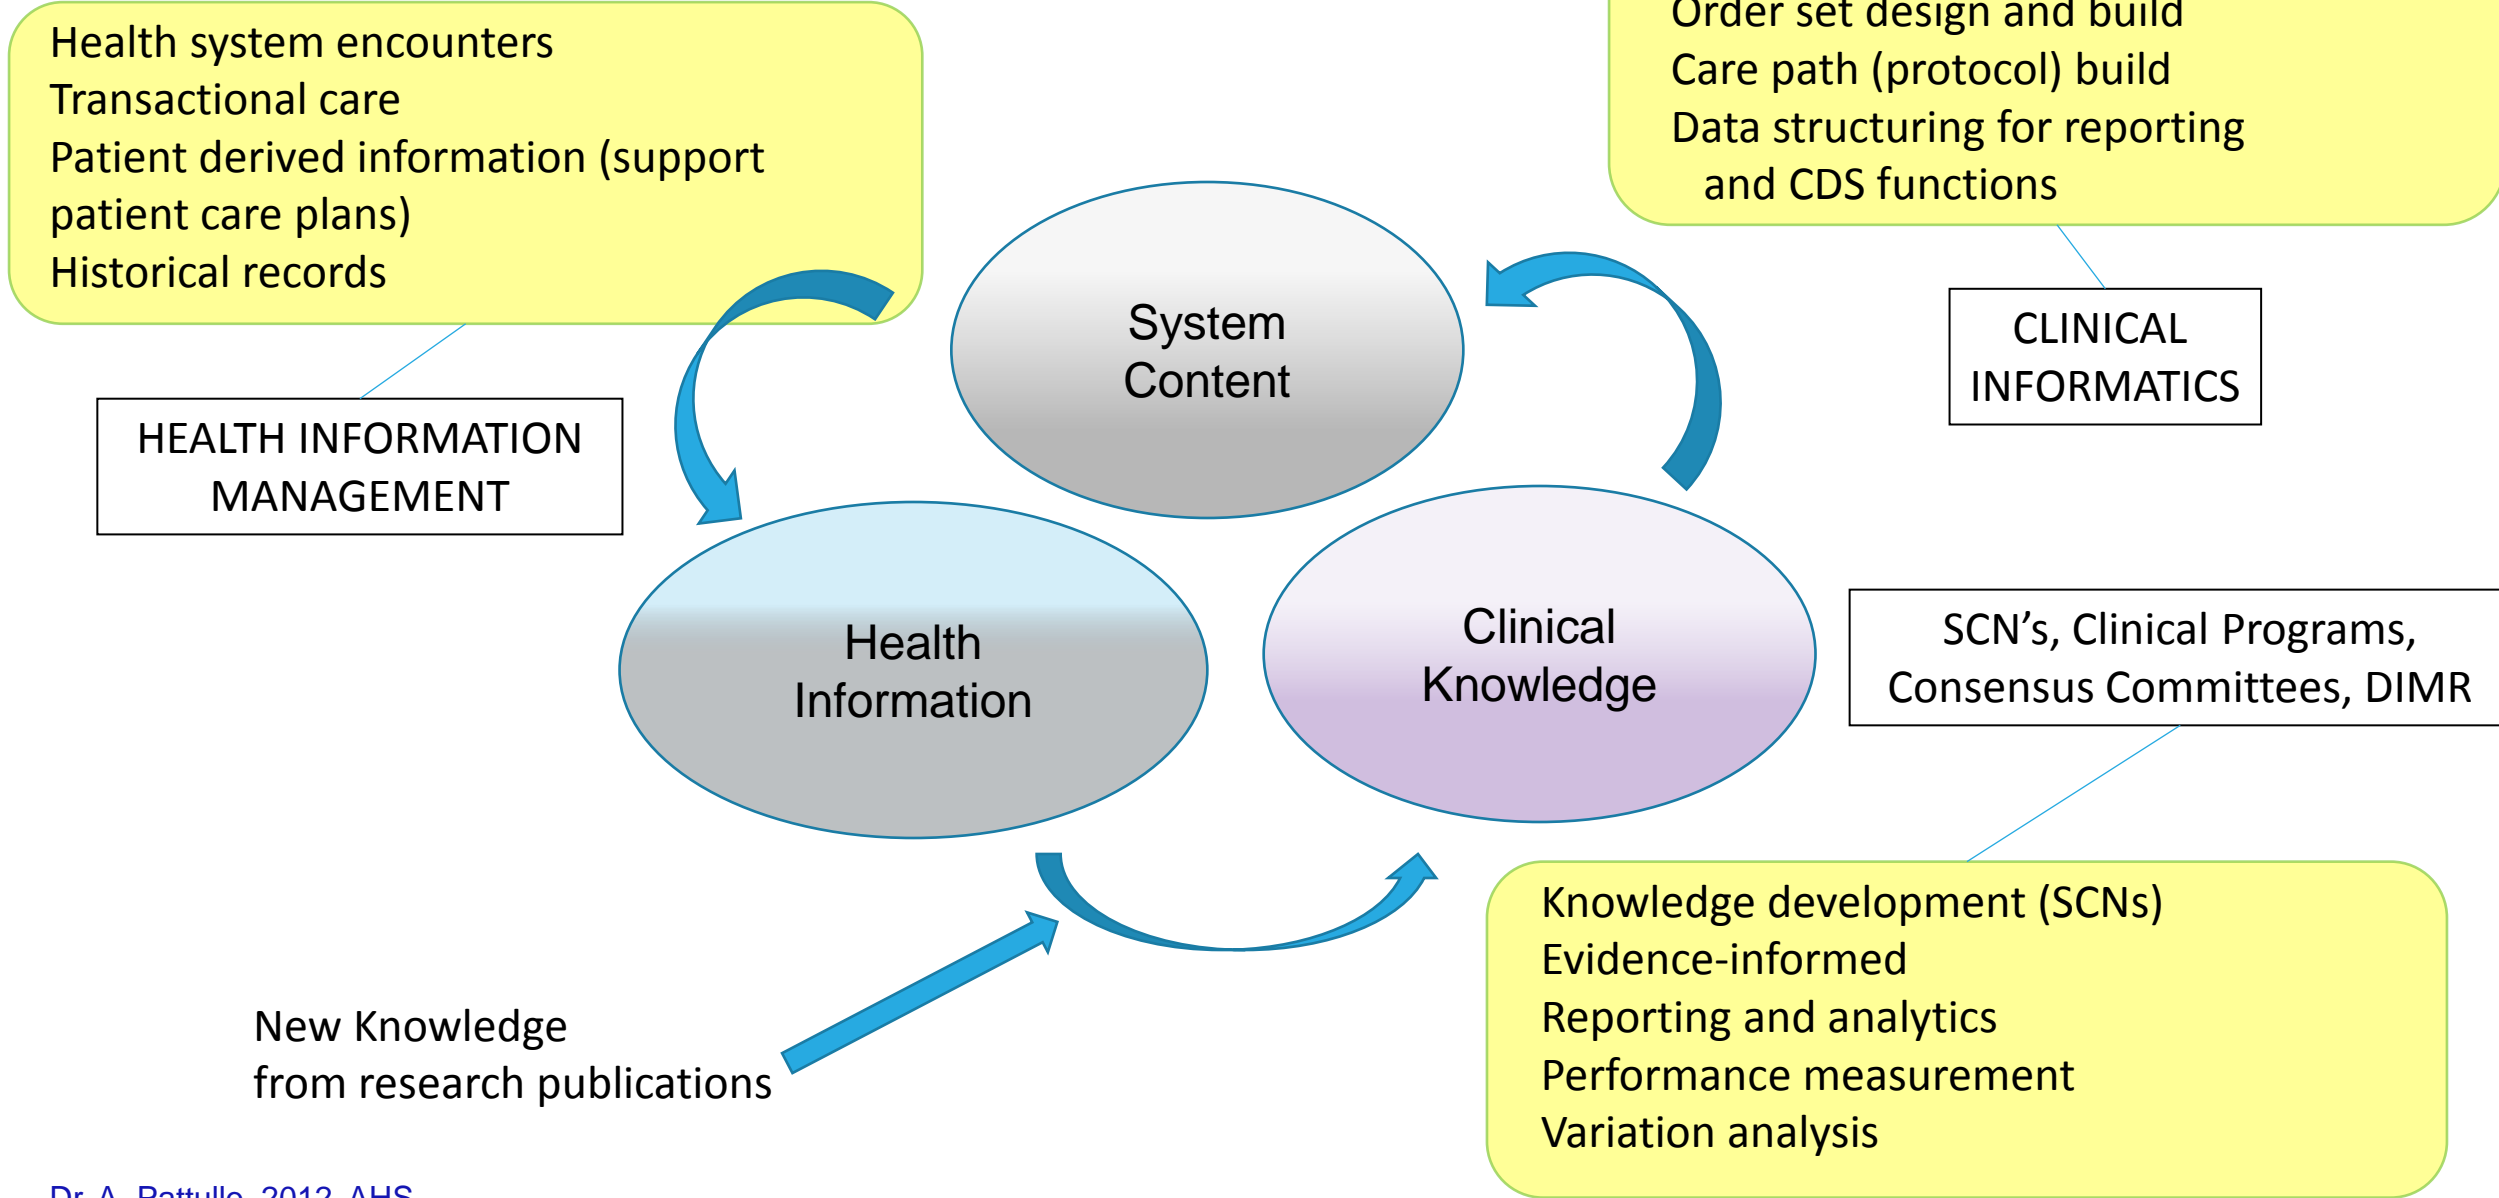 Health system encounters
Transactional care
Patient derived information (support
patient care plans)
Historical records
Order set design and build
Care path (protocol) build
Data structuring for reporting
and CDS functions
System
Content
CLINICAL
INFORMATICS
HEALTH INFORMATION
MANAGEMENT
Health
Information
Clinical
Knowledge
SCN’s, Clinical Programs,
Consensus Committees, DIMR
Knowledge development (SCNs)
Evidence-informed
Reporting and analytics
Performance measurement
Variation analysis
New Knowledge
from research publications
Dr. A. Pattullo, 2012, AHS